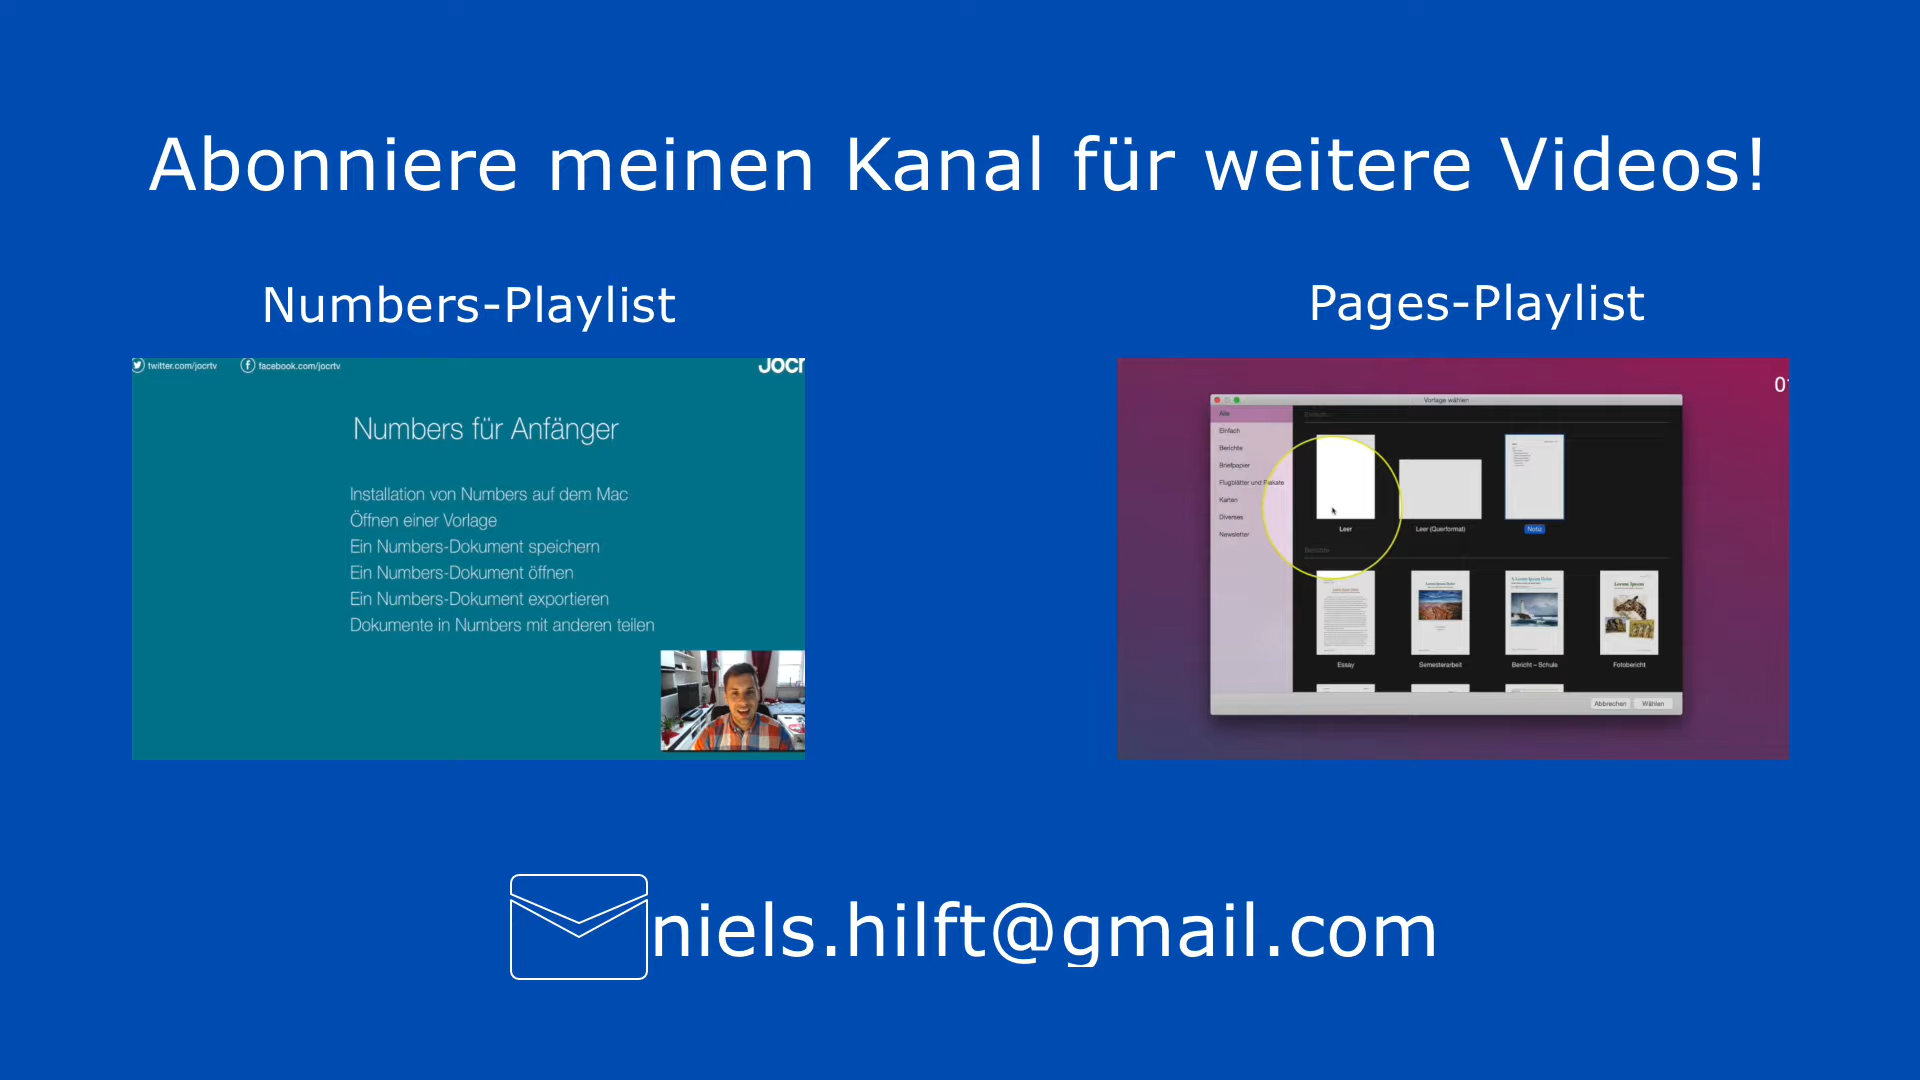 Abonniere meinen Kanal für weitere Videos!
Numbers-Playlist
Pages-Playlist
twitter.com/jocrtv
facebook.com/jocrtv
Numbers für Anfänger
Installation von Numbers auf dem Mac
Öffnen einer Vorlage
Ein Numbers-Dokument speichern
Ein Numbers-Dokument öffnen
Ein Numbers-Dokument exportieren
Dokumente in Numbers mit anderen teilen
Vorlage wählen
Alle
Einfach
Berichte
Briefpapier
Flugblätter und Plakate
Karten
Diverses
Newsletter
Einfach
Leer
Leer (Querformat)
Notiz
Berichte
Essay
Semesterarbeit
Bericht – Schule
Fotobericht
Abbrechen
Wählen
niels.hilft@gmail.com